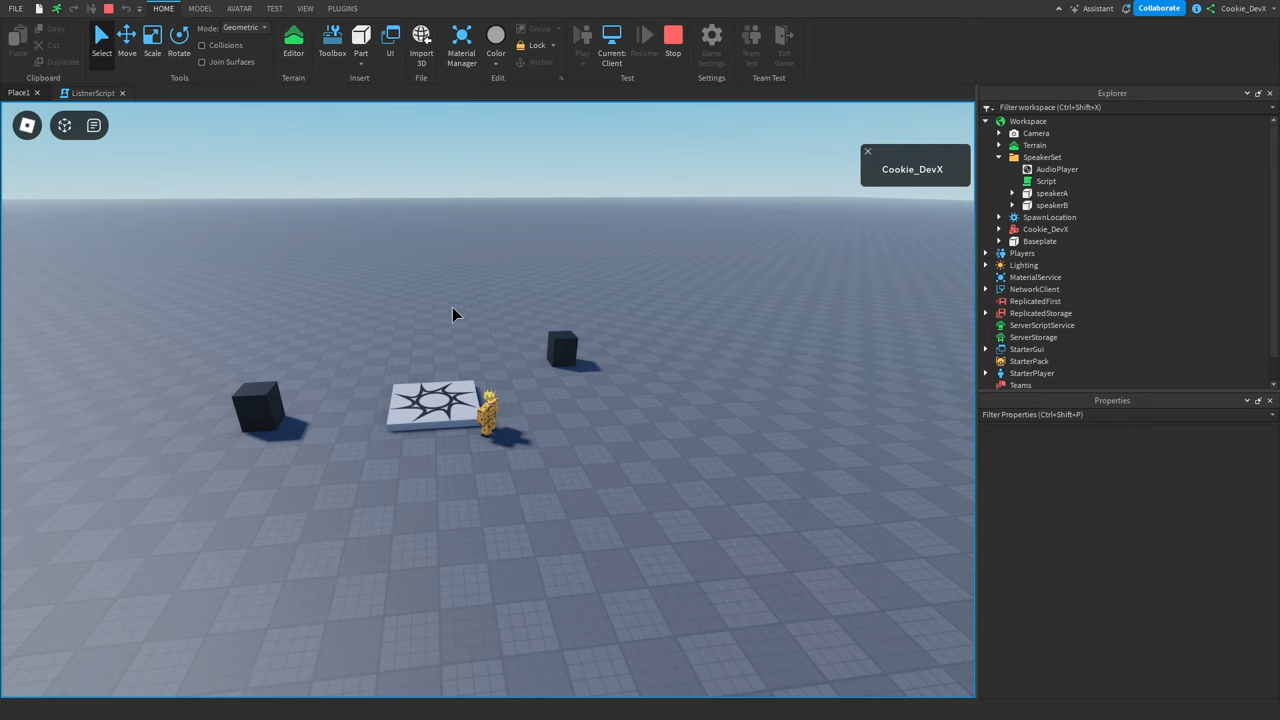 FILE HOME MODEL AVATAR TEST VIEW PLUGINS Assistant Collaborate Cookie_DevX
Paste Copy Cut Duplicate Clipboard
Select Move Scale Rotate Mode: Geometric Collisions Join Surfaces Tools
Editor Terrain
Toolbox Part UI Insert
Import 3D File
Material Manager Color Group Lock Anchor Edit
Play Current: Client Resume Stop Test
Game Settings Settings
Team Test Exit Game Team Test
Place1 ListnerScript
Cookie_DevX
Explorer
Filter workspace (Ctrl+Shift+X)
Workspace
Camera
Terrain
SpeakerSet
AudioPlayer
Script
speakerA
speakerB
SpawnLocation
Cookie_DevX
Baseplate
Players
Lighting
MaterialService
NetworkClient
ReplicatedFirst
ReplicatedStorage
ServerScriptService
ServerStorage
StarterGui
StarterPack
StarterPlayer
Teams
Properties
Filter Properties (Ctrl+Shift+P)